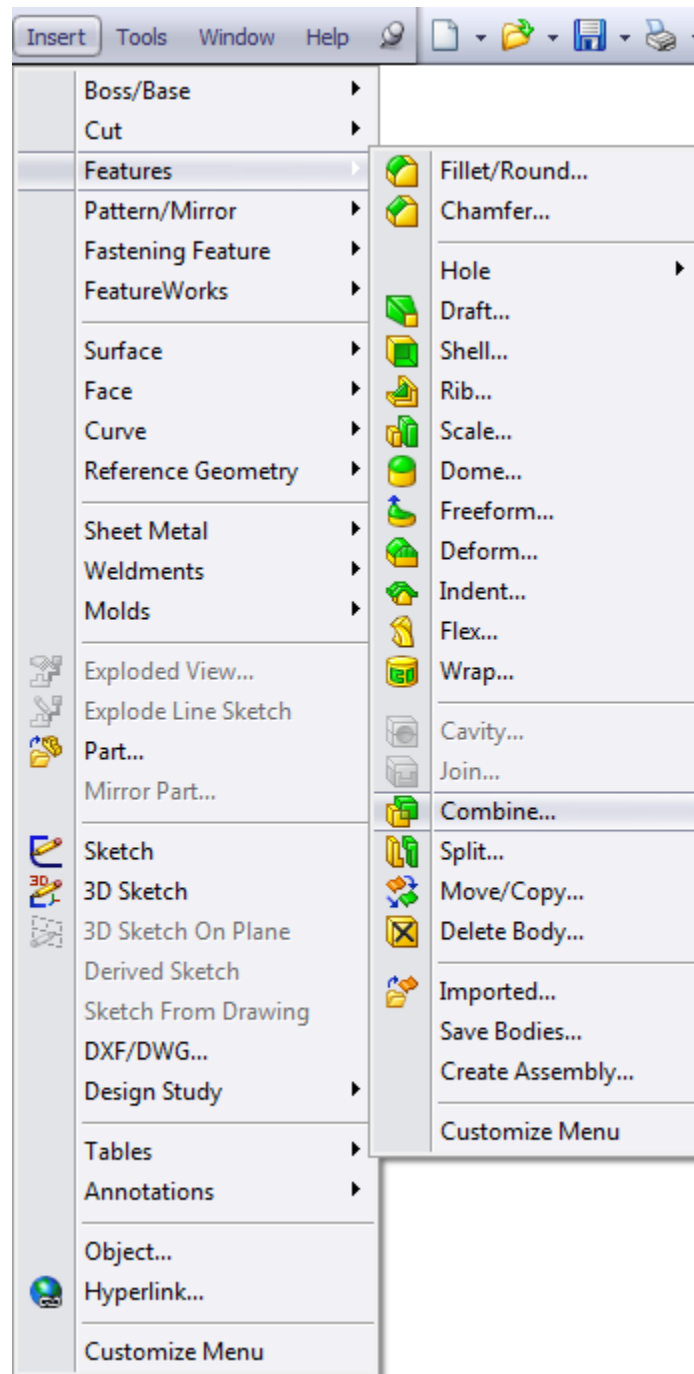 Insert Tools Window Help
Boss/Base
Cut
Features
Pattern/Mirror
Fastening Feature
FeatureWorks
Surface
Face
Curve
Reference Geometry
Sheet Metal
Weldments
Molds
Exploded View...
Explode Line Sketch
Part...
Mirror Part...
Sketch
3D Sketch
3D Sketch On Plane
Derived Sketch
Sketch From Drawing
DXF/DWG...
Design Study
Tables
Annotations
Object...
Hyperlink...
Customize Menu
Fillet/Round...
Chamfer...
Hole
Draft...
Shell...
Rib...
Scale...
Dome...
Freeform...
Deform...
Indent...
Flex...
Wrap...
Cavity...
Join...
Combine...
Split...
Move/Copy...
Delete Body...
Imported...
Save Bodies...
Create Assembly...
Customize Menu